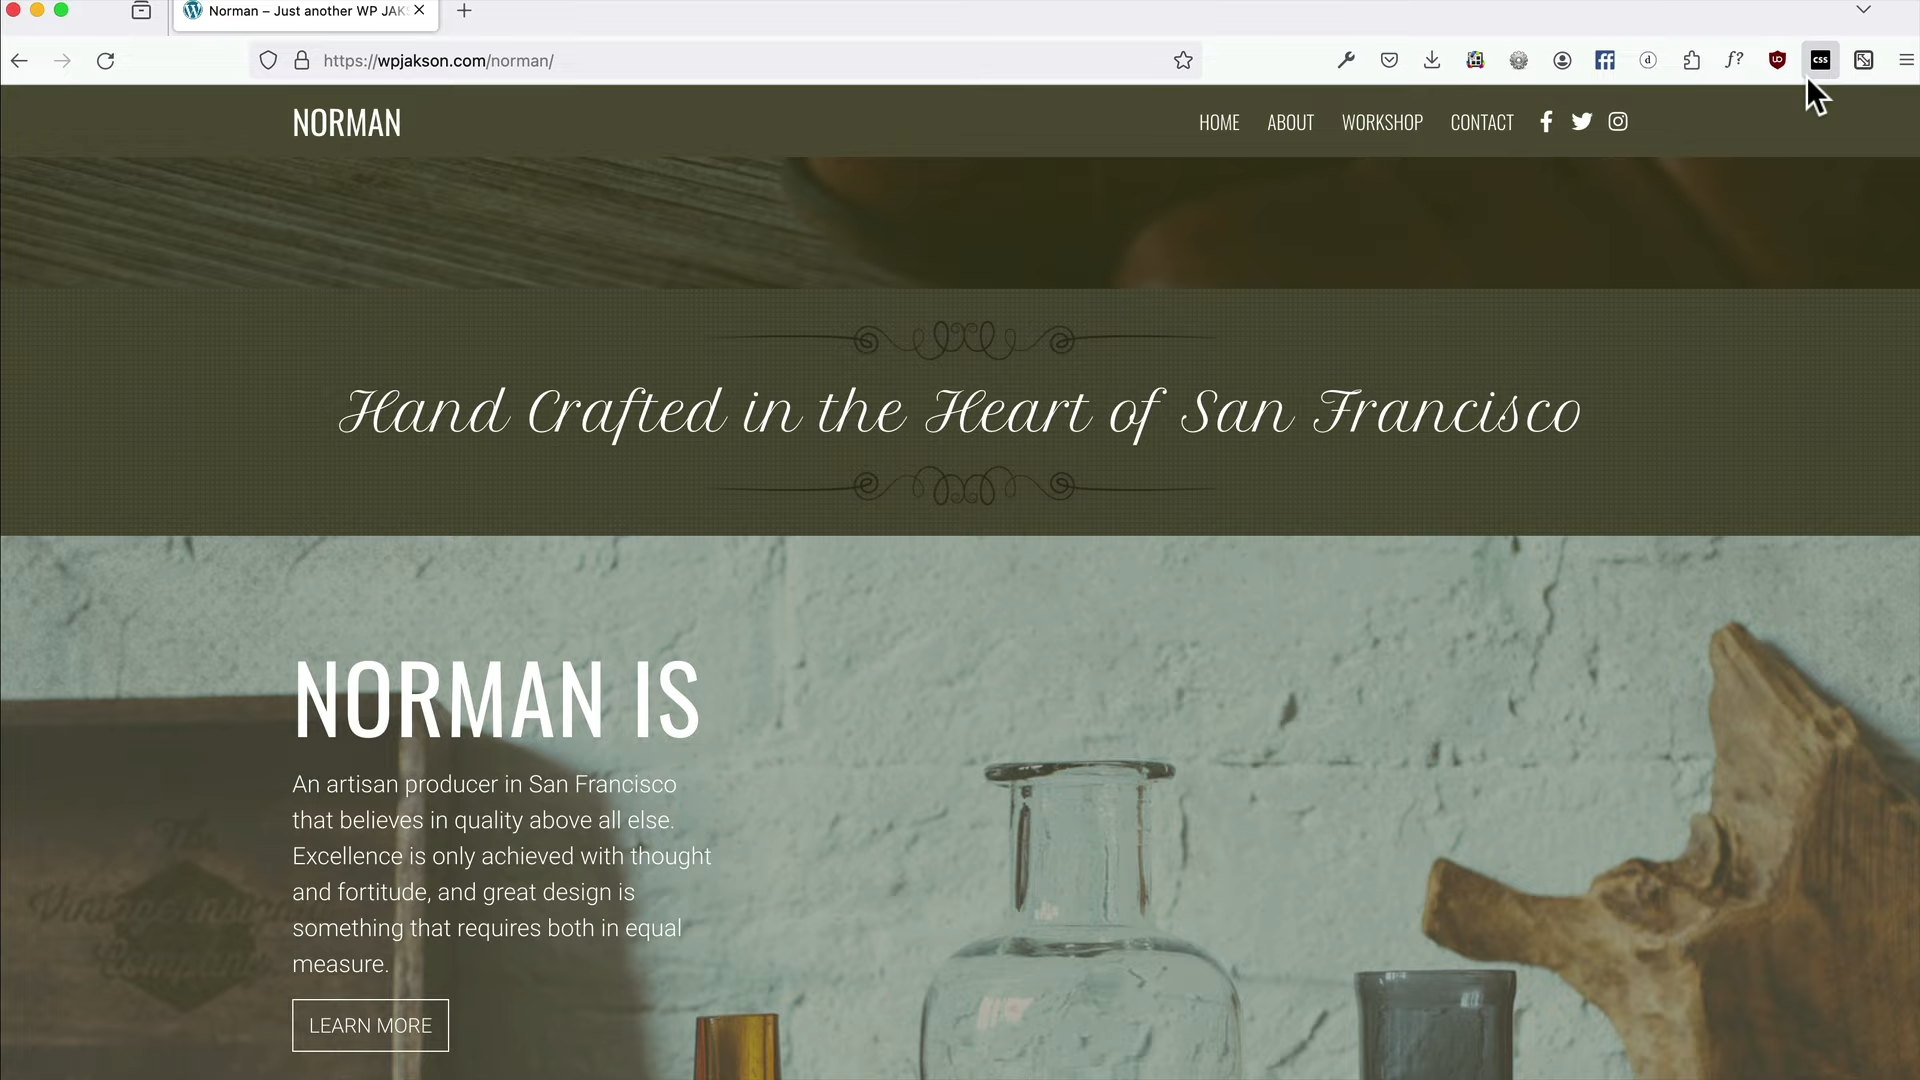 Norman – Just another WP JAK
https://wpjakson.com/norman/
f?
css
NORMAN
HOME ABOUT WORKSHOP CONTACT
Hand Crafted in the Heart of San Francisco
NORMAN IS
An artisan producer in San Francisco
that believes in quality above all else.
Excellence is only achieved with thought
and fortitude, and great design is
something that requires both in equal
measure.
The
Company
LEARN MORE